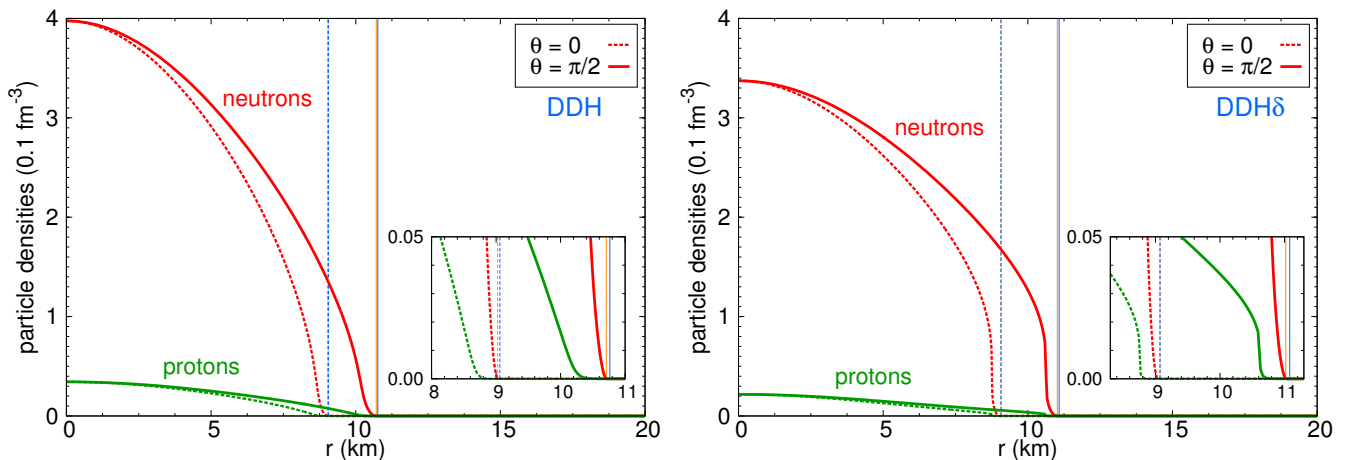 4
3
2
1
0
particle densities (0.1 fm⁻³)
θ = 0
θ = π/2
neutrons
DDH
protons
0.05
0.00
8 9 10 11
0 5 10 15 20
r (km)
4
3
2
1
0
particle densities (0.1 fm⁻³)
θ = 0
θ = π/2
neutrons
DDHδ
protons
0.05
0.00
9 10 11
0 5 10 15 20
r (km)